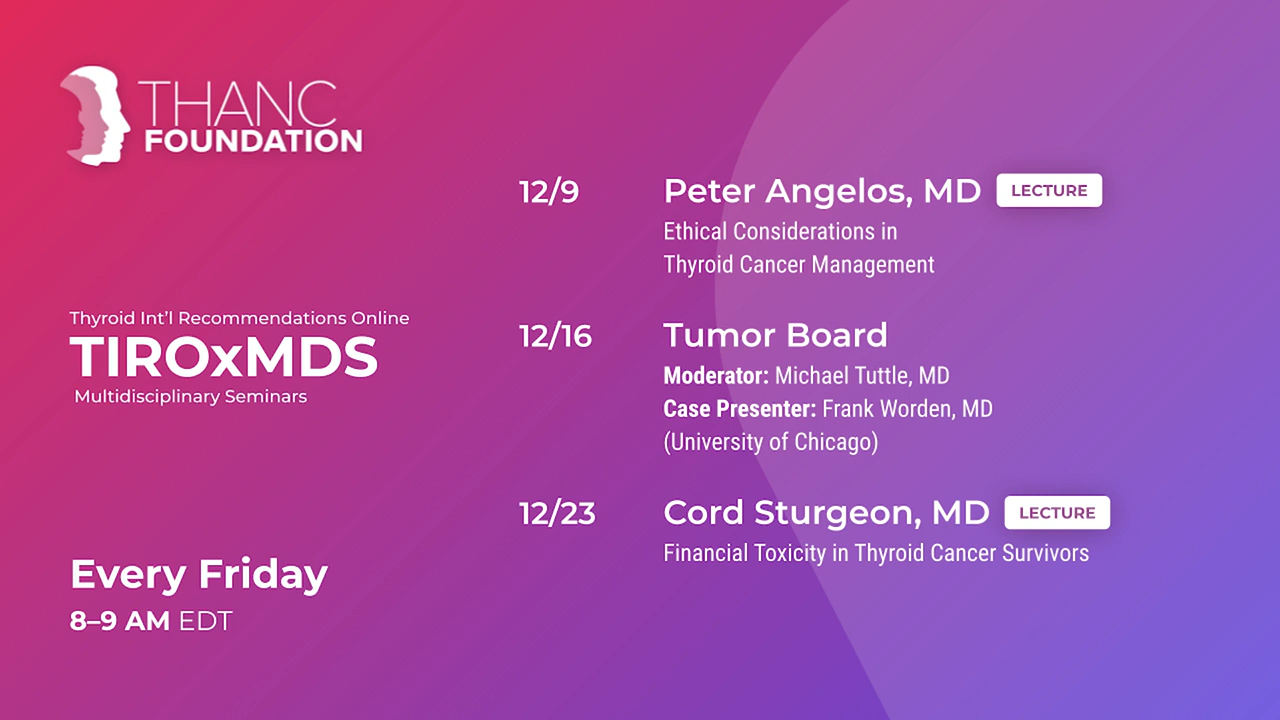 THANC
FOUNDATION
Thyroid Int'l Recommendations Online
TIROxMDS
Multidisciplinary Seminars
Every Friday
8–9 AM EDT
12/9
Peter Angelos, MD LECTURE
Ethical Considerations in
Thyroid Cancer Management
12/16
Tumor Board
Moderator: Michael Tuttle, MD
Case Presenter: Frank Worden, MD
(University of Chicago)
12/23
Cord Sturgeon, MD LECTURE
Financial Toxicity in Thyroid Cancer Survivors